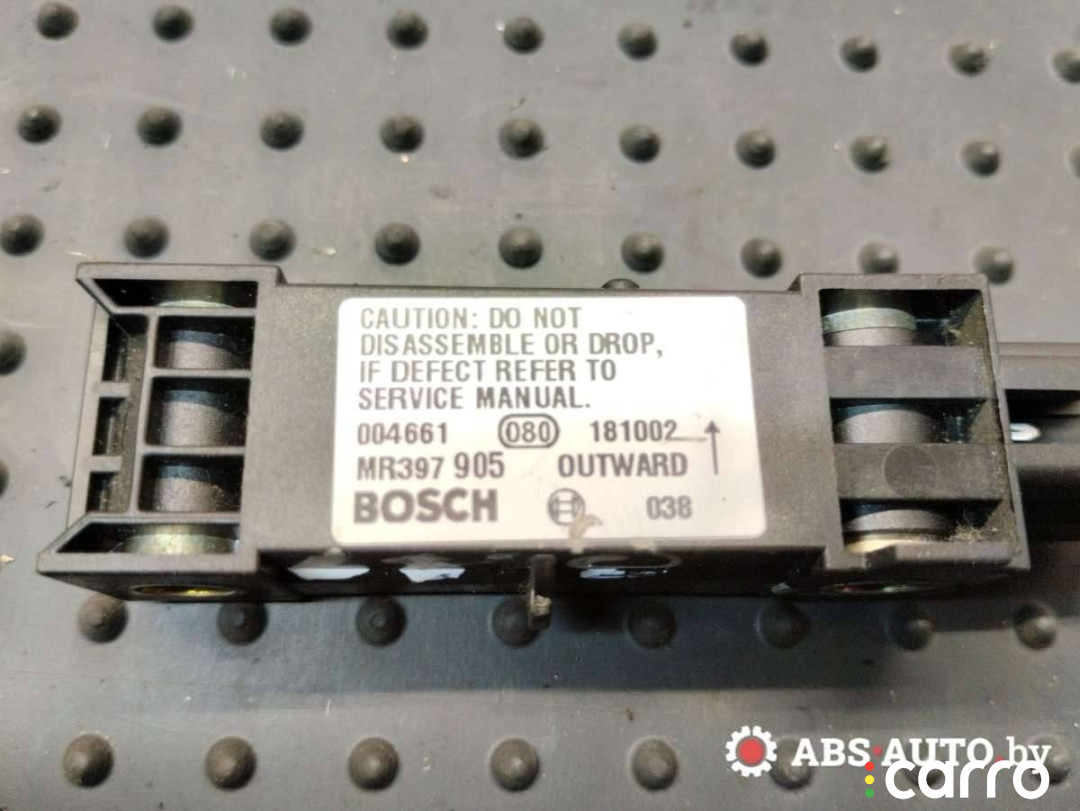 CAUTION: DO NOT
DISASSEMBLE OR DROP,
IF DEFECT REFER TO
SERVICE MANUAL.
004661 080 181002
MR397 905 OUTWARD
BOSCH 038
ABS-AUTO.by
carro